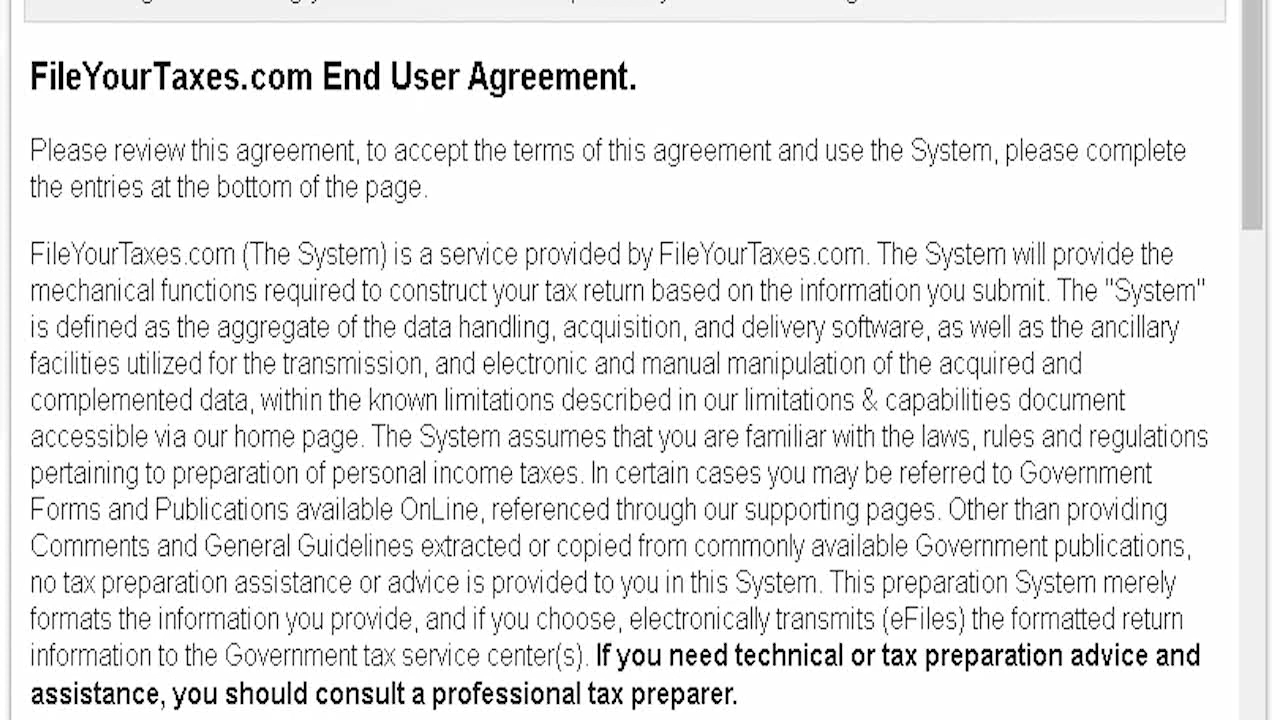 FileYourTaxes.com End User Agreement.
Please review this agreement, to accept the terms of this agreement and use the System, please complete
the entries at the bottom of the page.
FileYourTaxes.com (The System) is a service provided by FileYourTaxes.com. The System will provide the
mechanical functions required to construct your tax return based on the information you submit. The "System"
is defined as the aggregate of the data handling, acquisition, and delivery software, as well as the ancillary
facilities utilized for the transmission, and electronic and manual manipulation of the acquired and
complemented data, within the known limitations described in our limitations & capabilities document
accessible via our home page. The System assumes that you are familiar with the laws, rules and regulations
pertaining to preparation of personal income taxes. In certain cases you may be referred to Government
Forms and Publications available OnLine, referenced through our supporting pages. Other than providing
Comments and General Guidelines extracted or copied from commonly available Government publications,
no tax preparation assistance or advice is provided to you in this System. This preparation System merely
formats the information you provide, and if you choose, electronically transmits (eFiles) the formatted return
information to the Government tax service center(s). If you need technical or tax preparation advice and
assistance, you should consult a professional tax preparer.